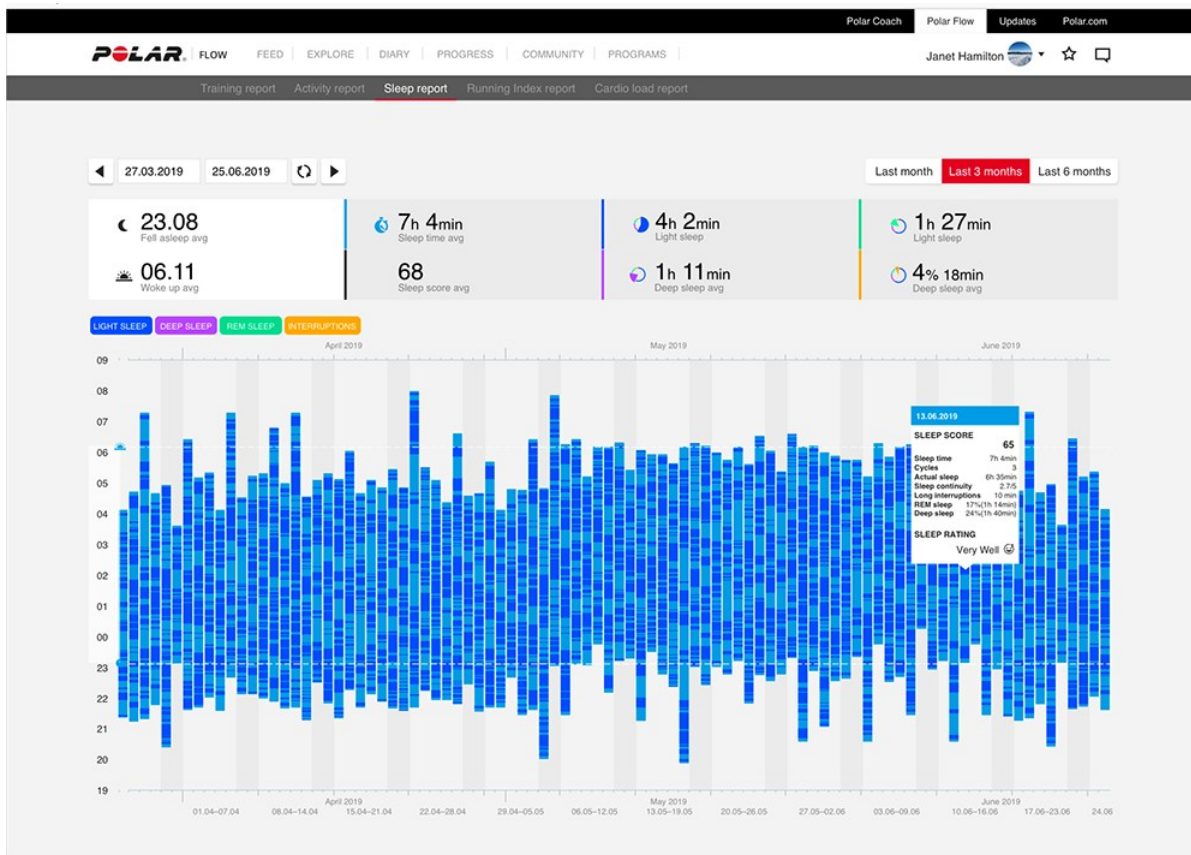 Polar Coach Polar Flow Updates Polar.com
POLAR. FLOW FEED EXPLORE DIARY PROGRESS COMMUNITY PROGRAMS Janet Hamilton
Training report Activity report Sleep report Running Index report Cardio load report
27.03.2019 25.06.2019 Last month Last 3 months Last 6 months
23.08 7h 4min 4h 2min 1h 27min
Fell asleep avg Sleep time avg Light sleep Light sleep
06.11 68 1h 11min 4% 18min
Woke up avg Sleep score avg Deep sleep avg Deep sleep avg
LIGHT SLEEP DEEP SLEEP REM SLEEP INTERRUPTIONS
April 2019 May 2019 June 2019
09
08
07
06
05
04
03
02
01
00
23
22
21
20
19
13.06.2019
SLEEP SCORE
65
Sleep time 7h 4min
Cycles 3
Actual sleep 6h 35min
Sleep continuity 2.7/5
Long interruptions 10 min
REM sleep 17%(1h 14min)
Deep sleep 24%(1h 40min)
SLEEP RATING
Very Well
April 2019 May 2019 June 2019
01.04–07.04 08.04–14.04 15.04–21.04 22.04–28.04 29.04–05.05 06.05–12.05 13.05–19.05 20.05–26.05 27.05–02.06 03.06–09.06 10.06–16.06 17.06–23.06 24.06